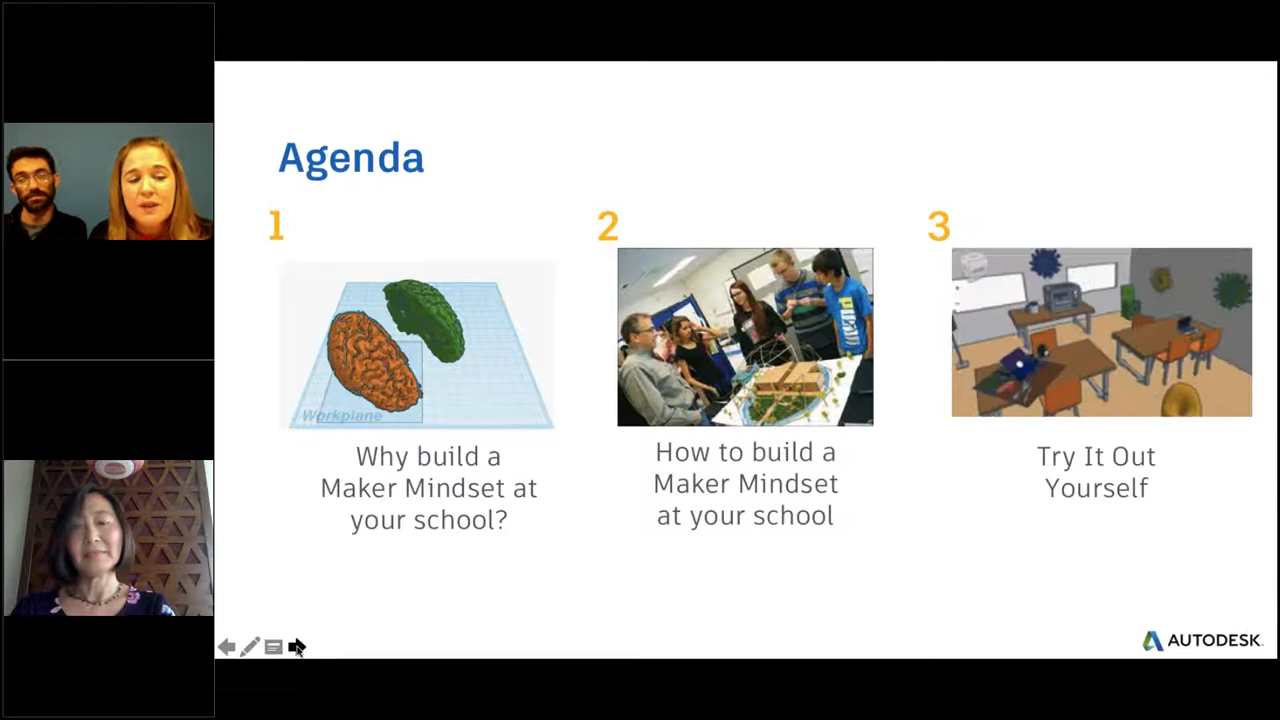 Agenda
1
2
3
Workplane
Why build a
Maker Mindset at
your school?
How to build a
Maker Mindset
at your school
Try It Out
Yourself
AUTODESK